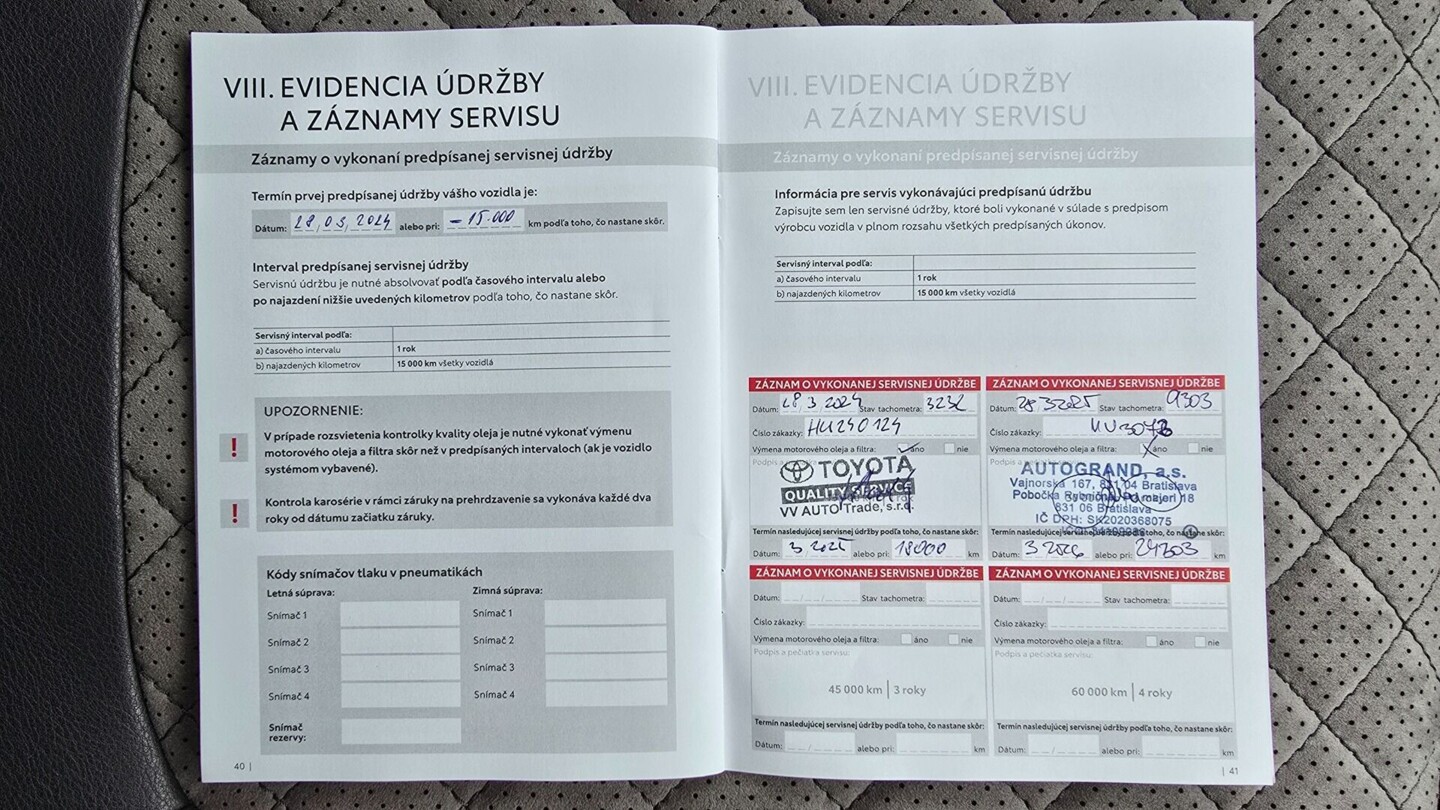 VIII. EVIDENCIA ÚDRŽBY
A ZÁZNAMY SERVISU
Záznamy o vykonaní predpísanej servisnej údržby
Termín prvej predpísanej údržby vášho vozidla je:
Dátum: 28,03,2024 alebo pri: – 15.000 km podľa toho, čo nastane skôr.
Interval predpísanej servisnej údržby
Servisnú údržbu je nutné absolvovať podľa časového intervalu alebo
po najazdení nižšie uvedených kilometrov podľa toho, čo nastane skôr.
Servisný interval podľa:
a) časového intervalu 1 rok
b) najazdených kilometrov 15 000 km všetky vozidlá
UPOZORNENIE:
! V prípade rozsvietenia kontrolky kvality oleja je nutné vykonať výmenu
motorového oleja a filtra skôr než v predpísaných intervaloch (ak je vozidlo
systémom vybavené).
! Kontrola karosérie v rámci záruky na prehrdzavenie sa vykonáva každé dva
roky od dátumu začiatku záruky.
Kódy snímačov tlaku v pneumatikách
Letná súprava: Zimná súprava:
Snímač 1 Snímač 1
Snímač 2 Snímač 2
Snímač 3 Snímač 3
Snímač 4 Snímač 4
Snímač
rezervy:
40 |
VIII. EVIDENCIA ÚDRŽBY
A ZÁZNAMY SERVISU
Záznamy o vykonaní predpísanej servisnej údržby
Informácia pre servis vykonávajúci predpísanú údržbu
Zapisujte sem len servisné údržby, ktoré boli vykonané v súlade s predpisom
výrobcu vozidla v plnom rozsahu všetkých predpísaných úkonov.
Servisný interval podľa:
a) časového intervalu 1 rok
b) najazdených kilometrov 15 000 km všetky vozidlá
ZÁZNAM O VYKONANEJ SERVISNEJ ÚDRŽBE
Dátum: 28 3 2024 Stav tachometra: 3232
Číslo zákazky: HU240124
Výmena motorového oleja a filtra: áno nie
TOYOTA
QUALITY SERVICE
VV AUTO Trade, s.r.o.
Termín nasledujúcej servisnej údržby podľa toho, čo nastane skôr:
Dátum: 3 2025 alebo pri: 18000 km
ZÁZNAM O VYKONANEJ SERVISNEJ ÚDRŽBE
Dátum: 28 3 2025 Stav tachometra: 9303
Číslo zákazky:
Výmena motorového oleja a filtra: áno nie
AUTOGRAND, a.s.
Vajnorská 167, 831 04 Bratislava
Pobočka Rybničná, Pri majeri 18
831 06 Bratislava
IČ DPH: SK2020368075
Termín nasledujúcej servisnej údržby podľa toho, čo nastane skôr:
Dátum: 3 2026 alebo pri: 24303 km
ZÁZNAM O VYKONANEJ SERVISNEJ ÚDRŽBE
Dátum: / / Stav tachometra:
Číslo zákazky:
Výmena motorového oleja a filtra: áno nie
Podpis a pečiatka servisu:
45 000 km | 3 roky
Termín nasledujúcej servisnej údržby podľa toho, čo nastane skôr:
Dátum: / / alebo pri: km
ZÁZNAM O VYKONANEJ SERVISNEJ ÚDRŽBE
Dátum: / / Stav tachometra:
Číslo zákazky:
Výmena motorového oleja a filtra: áno nie
Podpis a pečiatka servisu:
60 000 km | 4 roky
Termín nasledujúcej servisnej údržby podľa toho, čo nastane skôr:
Dátum: / / alebo pri: km
| 41